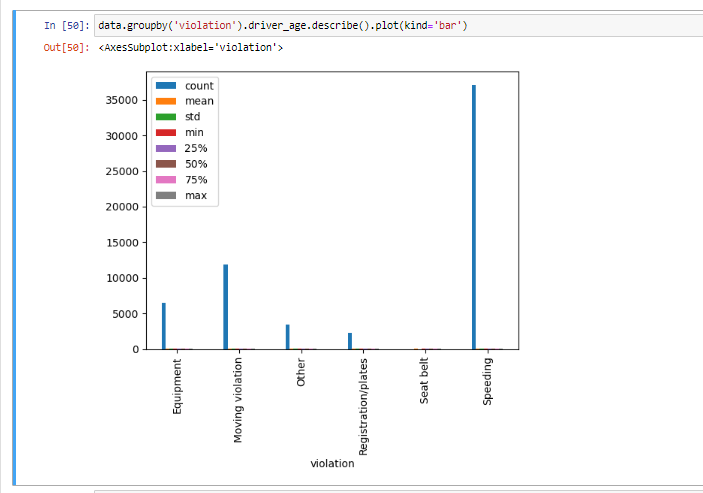 In [50]: data.groupby('violation').driver_age.describe().plot(kind='bar')
Out[50]: <AxesSubplot:xlabel='violation'>
count
mean
std
min
25%
50%
75%
max
35000
30000
25000
20000
15000
10000
5000
0
Equipment
Moving violation
Other
Registration/plates
Seat belt
Speeding
violation